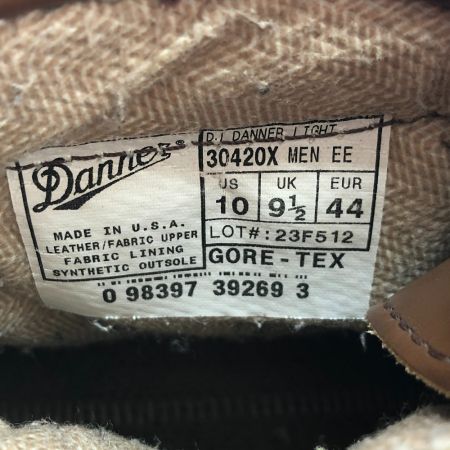 Danner®
MADE IN U.S.A.
LEATHER/FABRIC UPPER
FABRIC LINING
SYNTHETIC OUTSOLE
D.J DANNER LIGHT
30420X MEN EE
US UK EUR
10 9½ 44
LOT#:23F512
GORE-TEX
0 98397 39269 3